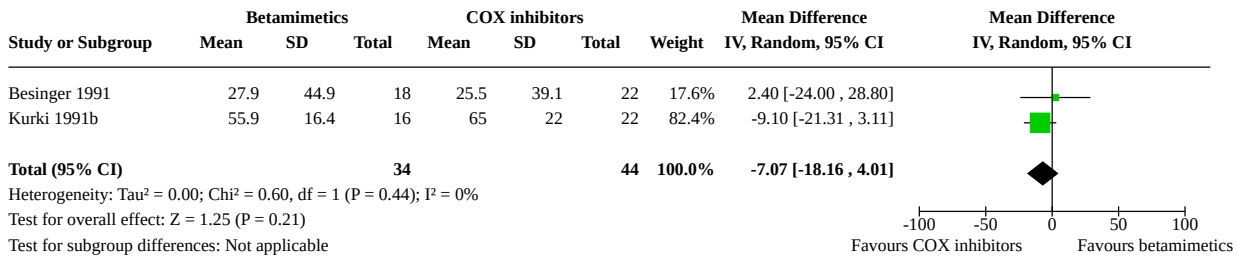 Betamimetics COX inhibitors Mean Difference Mean Difference
Study or Subgroup Mean SD Total Mean SD Total Weight IV, Random, 95% CI IV, Random, 95% CI
Besinger 1991 27.9 44.9 18 25.5 39.1 22 17.6% 2.40 [-24.00 , 28.80]
Kurki 1991b 55.9 16.4 16 65 22 22 82.4% -9.10 [-21.31 , 3.11]
Total (95% CI) 34 44 100.0% -7.07 [-18.16 , 4.01]
Heterogeneity: Tau² = 0.00; Chi² = 0.60, df = 1 (P = 0.44); I² = 0%
Test for overall effect: Z = 1.25 (P = 0.21)
-100 -50 0 50 100
Test for subgroup differences: Not applicable Favours COX inhibitors Favours betamimetics